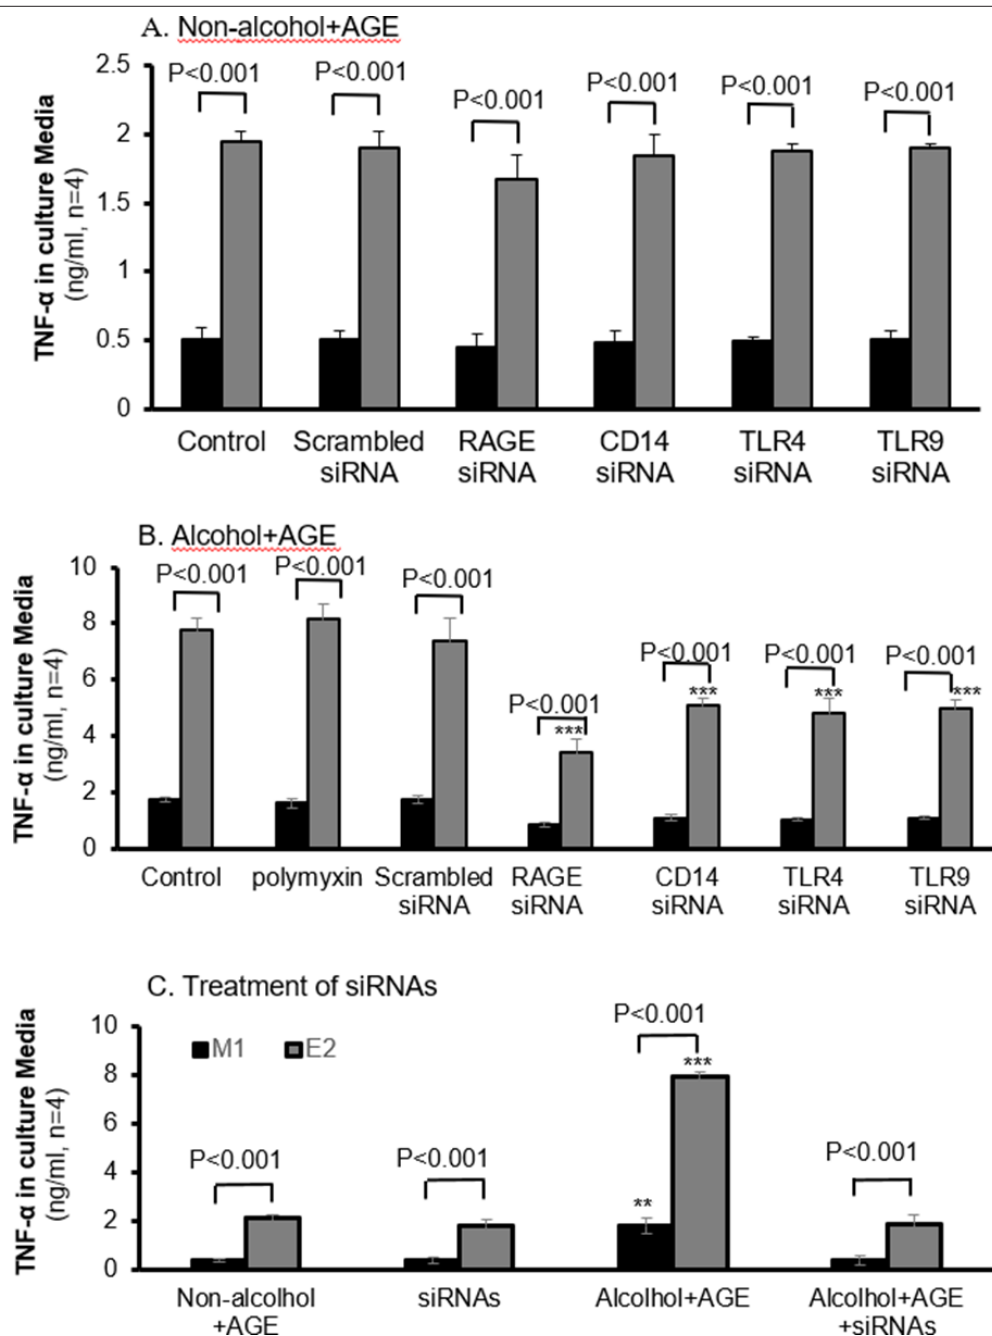 A. Non-alcohol+AGE
P<0.001 P<0.001 P<0.001 P<0.001 P<0.001 P<0.001
TNF-α in culture Media
(ng/ml, n=4)
2.5
2
1.5
1
0.5
0
Control Scrambled RAGE CD14 TLR4 TLR9
siRNA siRNA siRNA siRNA siRNA
B. Alcohol+AGE
P<0.001 P<0.001 P<0.001 P<0.001 P<0.001 P<0.001 P<0.001
*** *** *** ***
TNF-α in culture Media
(ng/ml, n=4)
10
8
6
4
2
0
Control polymyxin Scrambled RAGE CD14 TLR4 TLR9
siRNA siRNA siRNA siRNA siRNA
C. Treatment of siRNAs
M1 E2
P<0.001 P<0.001 P<0.001 P<0.001
** ***
TNF-α in culture Media
(ng/ml, n=4)
10
8
6
4
2
0
Non-alcolhol siRNAs Alcolhol+AGE Alcolhol+AGE
+AGE +siRNAs